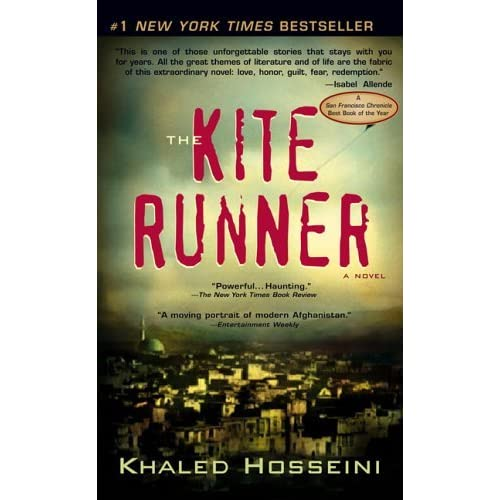 #1 NEW YORK TIMES BESTSELLER
"This is one of those unforgettable stories that stays with you
for years. All the great themes of literature and of life are the fabric
of this extraordinary novel: love, honor, guilt, fear, redemption."
—Isabel Allende
A
San Francisco Chronicle
Best Book of the Year
THE
KITE
RUNNER
A NOVEL
"Powerful... Haunting."
—The New York Times Book Review
"A moving portrait of modern Afghanistan."
—Entertainment Weekly
KHALED HOSSEINI